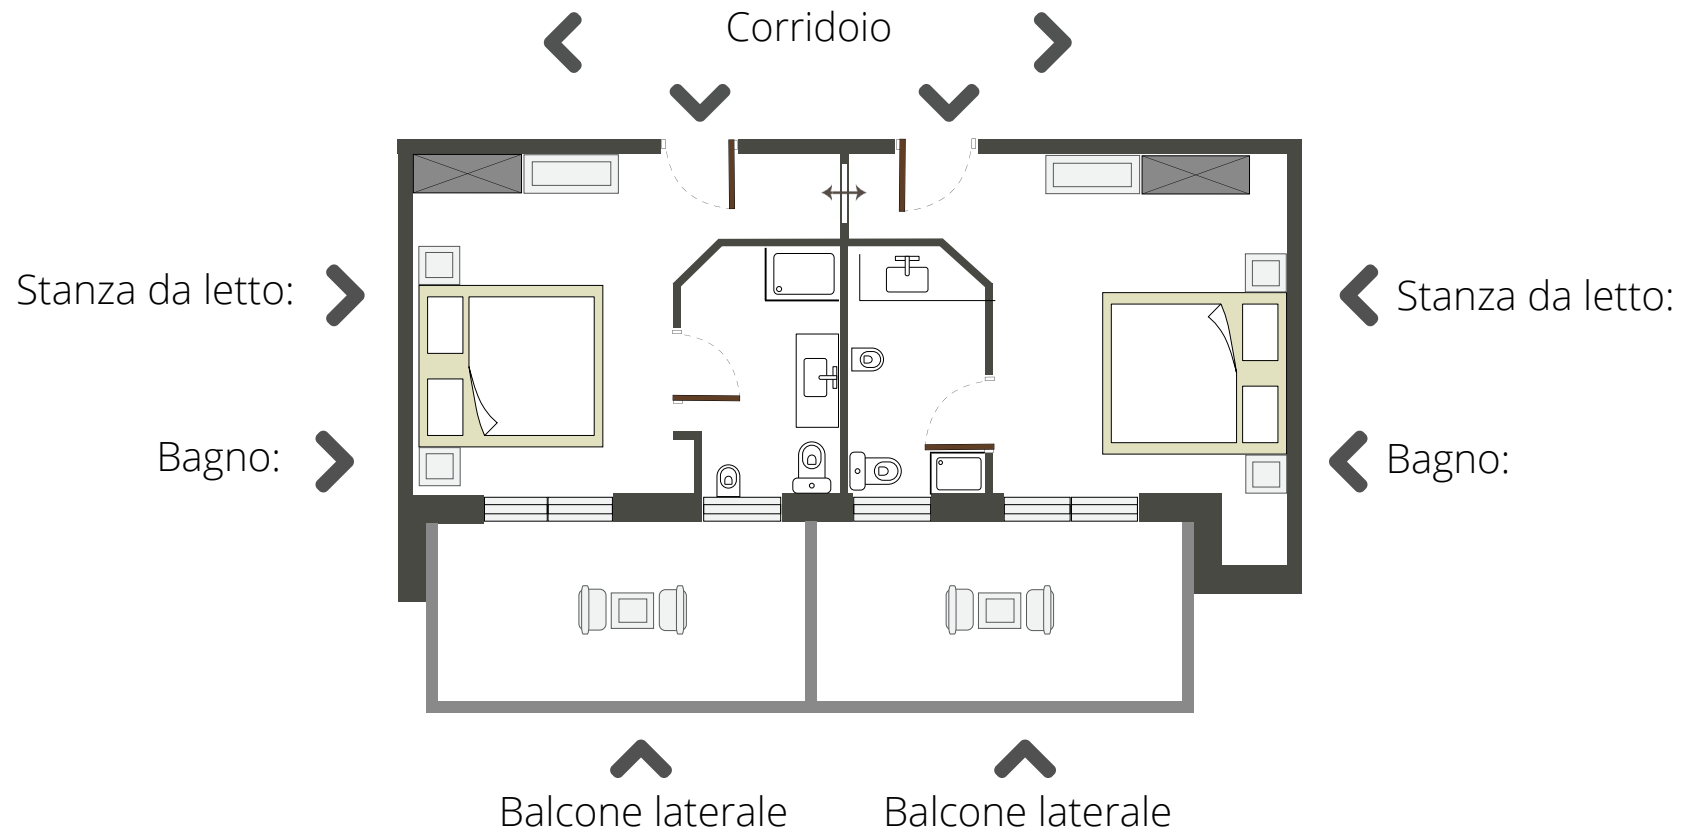 Corridoio
Stanza da letto:
Stanza da letto:
Bagno:
Bagno:
Balcone laterale
Balcone laterale